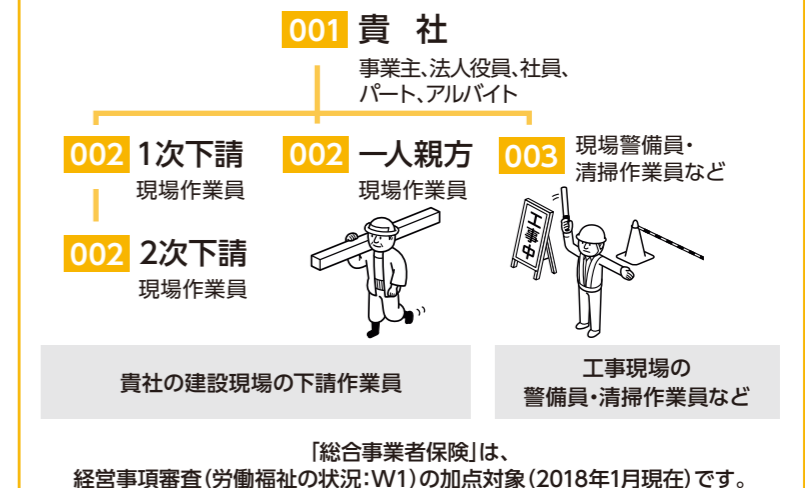 001 貴 社
事業主、法人役員、社員、
パート、アルバイト
002 1次下請
現場作業員
002 一人親方
現場作業員
003 現場警備員・
清掃作業員など
002 2次下請
現場作業員
工事中
貴社の建設現場の下請作業員
工事現場の
警備員・清掃作業員など
「総合事業者保険」は、
経営事項審査(労働福祉の状況:W1)の加点対象(2018年1月現在)です。